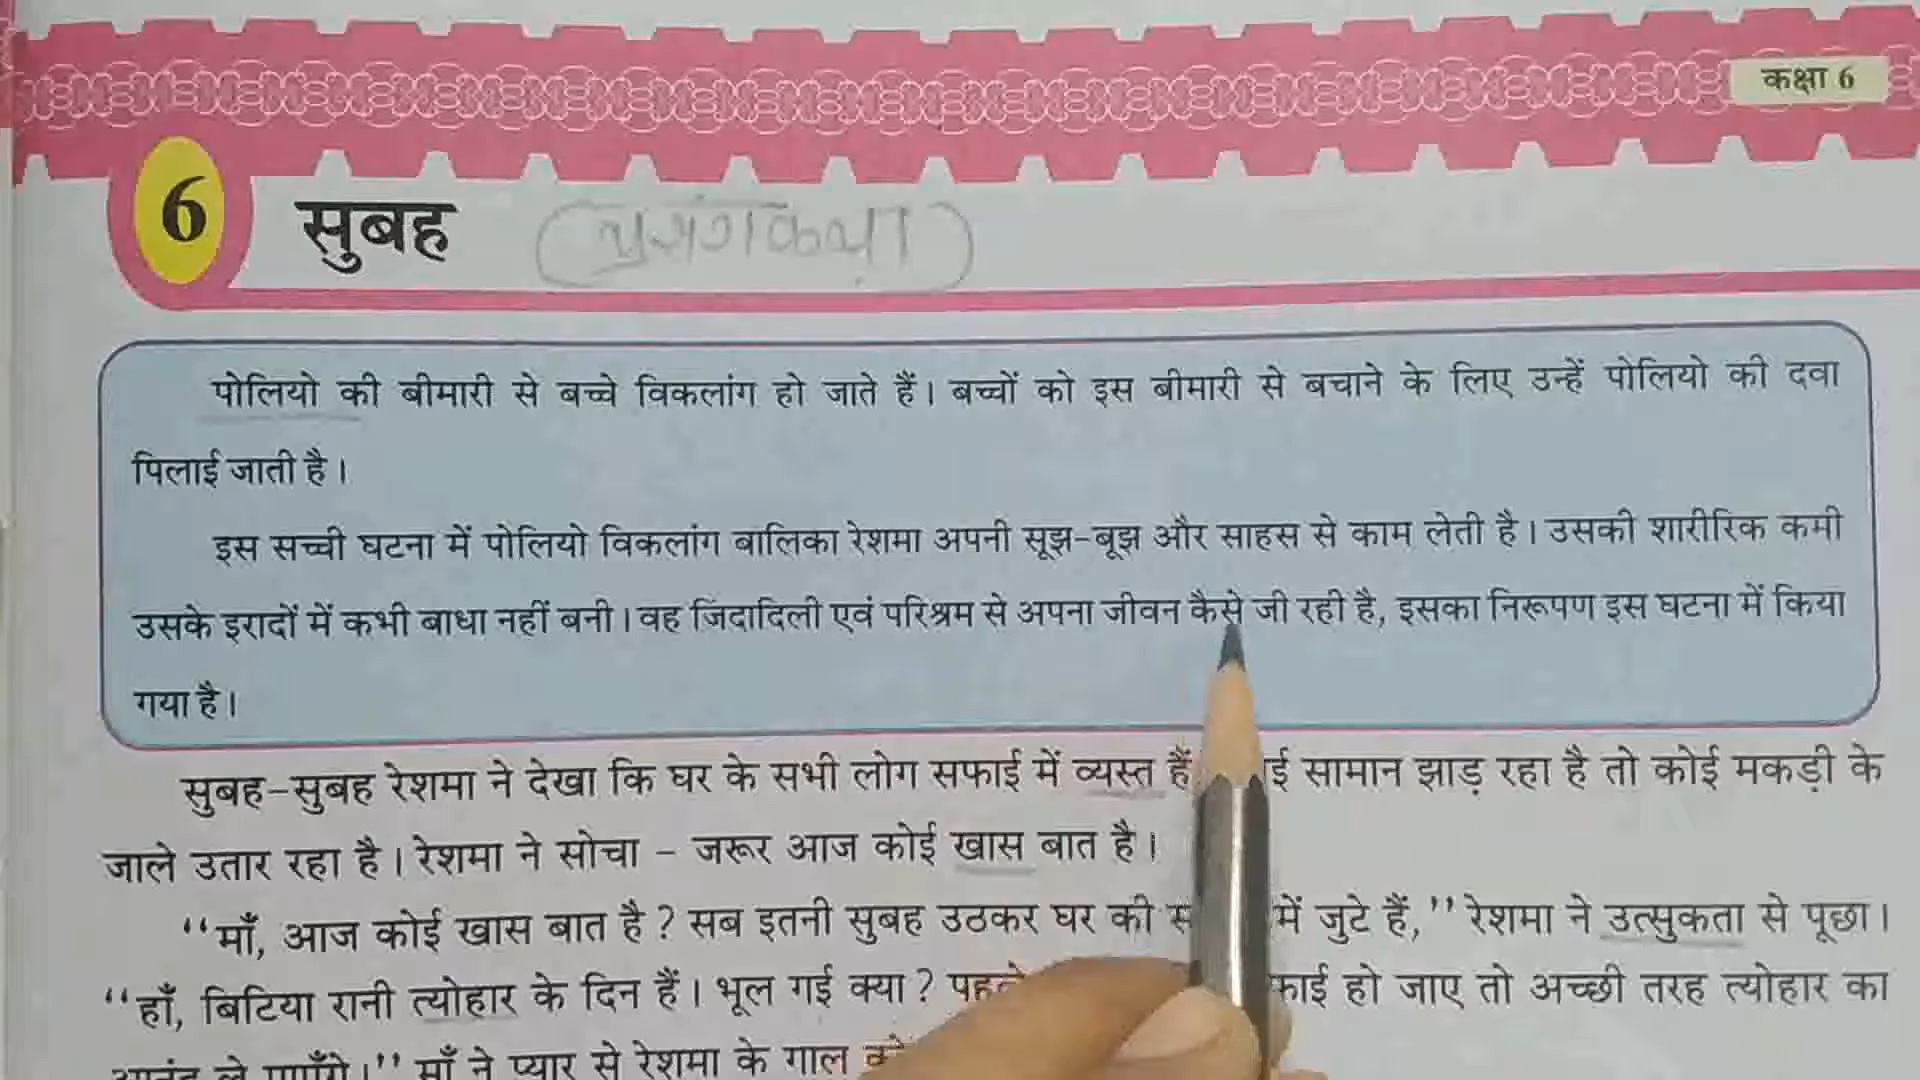 कक्षा 6
6 सुबह (प्रसंगकथा)
पोलियो की बीमारी से बच्चे विकलांग हो जाते हैं। बच्चों को इस बीमारी से बचाने के लिए उन्हें पोलियो की दवा
पिलाई जाती है।
इस सच्ची घटना में पोलियो विकलांग बालिका रेशमा अपनी सूझ-बूझ और साहस से काम लेती है। उसकी शारीरिक कमी
उसके इरादों में कभी बाधा नहीं बनी। वह जिंदादिली एवं परिश्रम से अपना जीवन कैसे जी रही है, इसका निरूपण इस घटना में किया
गया है।
सुबह-सुबह रेशमा ने देखा कि घर के सभी लोग सफाई में व्यस्त हैं सामान झाड़ रहा है तो कोई मकड़ी के
जाले उतार रहा है। रेशमा ने सोचा - जरूर आज कोई खास बात है।
“माँ, आज कोई खास बात है? सब इतनी सुबह उठकर घर की में जुटे हैं,” रेशमा ने उत्सुकता से पूछा।
“हाँ, बिटिया रानी त्योहार के दिन हैं। भूल गई क्या? हो जाए तो अच्छी तरह त्योहार का
माँ ने प्यार से रेशमा के गाल